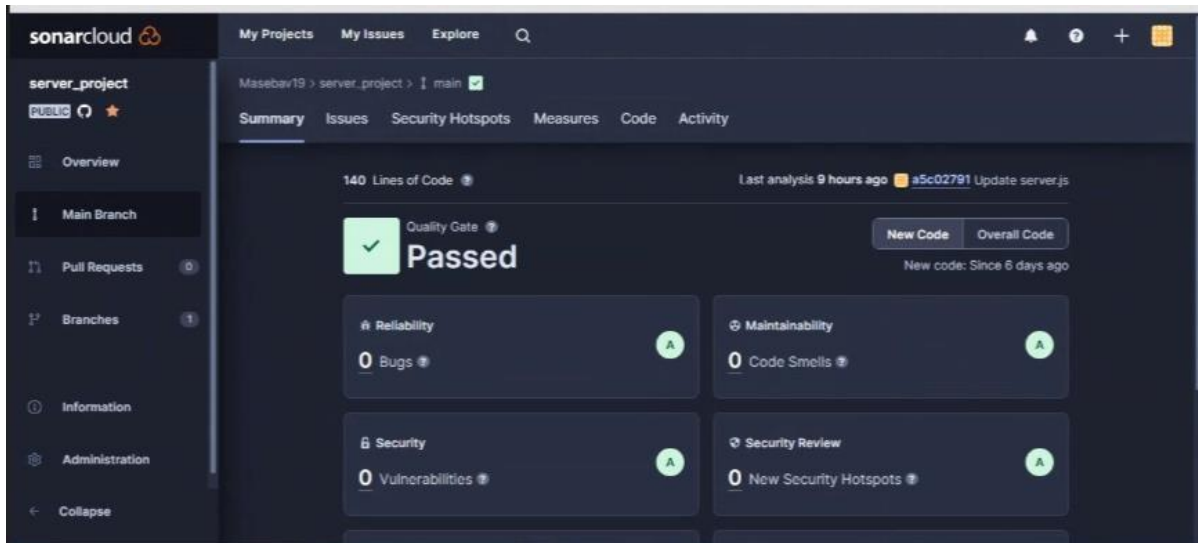 sonarcloud
My Projects My Issues Explore
server_project
PUBLIC
Masebav19 > server_project > main
Summary Issues Security Hotspots Measures Code Activity
Overview
Main Branch
Pull Requests 0
Branches 1
Information
Administration
Collapse
140 Lines of Code ?
Last analysis 9 hours ago a5c02791 Update server.js
Quality Gate ?
Passed
New Code Overall Code
New code: Since 6 days ago
Reliability
0 Bugs ?
A
Maintainability
0 Code Smells ?
A
Security
0 Vulnerabilities ?
A
Security Review
0 New Security Hotspots ?
A